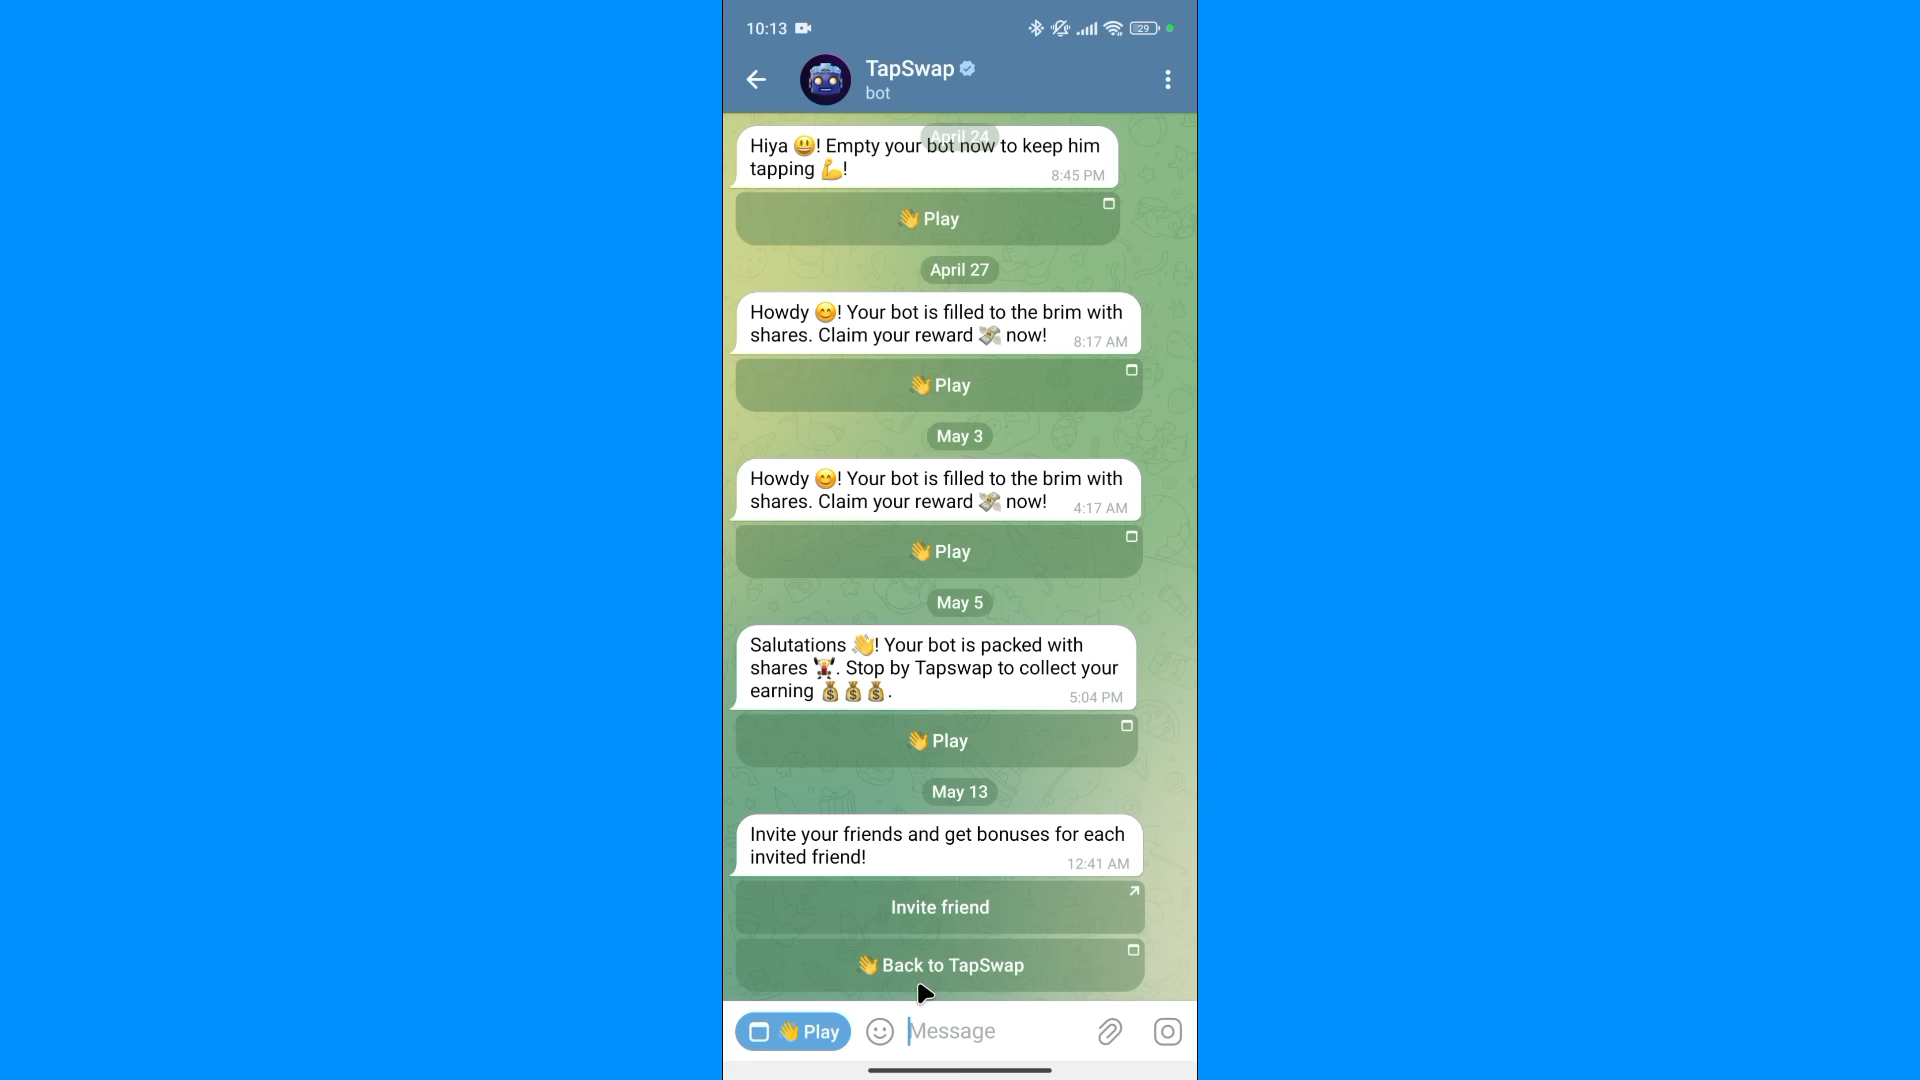 10:13
29
TapSwap
bot
April 24
Hiya 😃! Empty your bot now to keep him
tapping 💪!
8:45 PM
👋 Play
April 27
Howdy 😊! Your bot is filled to the brim with
shares. Claim your reward 💸 now!
8:17 AM
👋 Play
May 3
Howdy 😊! Your bot is filled to the brim with
shares. Claim your reward 💸 now!
4:17 AM
👋 Play
May 5
Salutations 👋! Your bot is packed with
shares 🏋️. Stop by Tapswap to collect your
earning 💰💰💰.
5:04 PM
👋 Play
May 13
Invite your friends and get bonuses for each
invited friend!
12:41 AM
Invite friend
👋 Back to TapSwap
👋 Play
Message